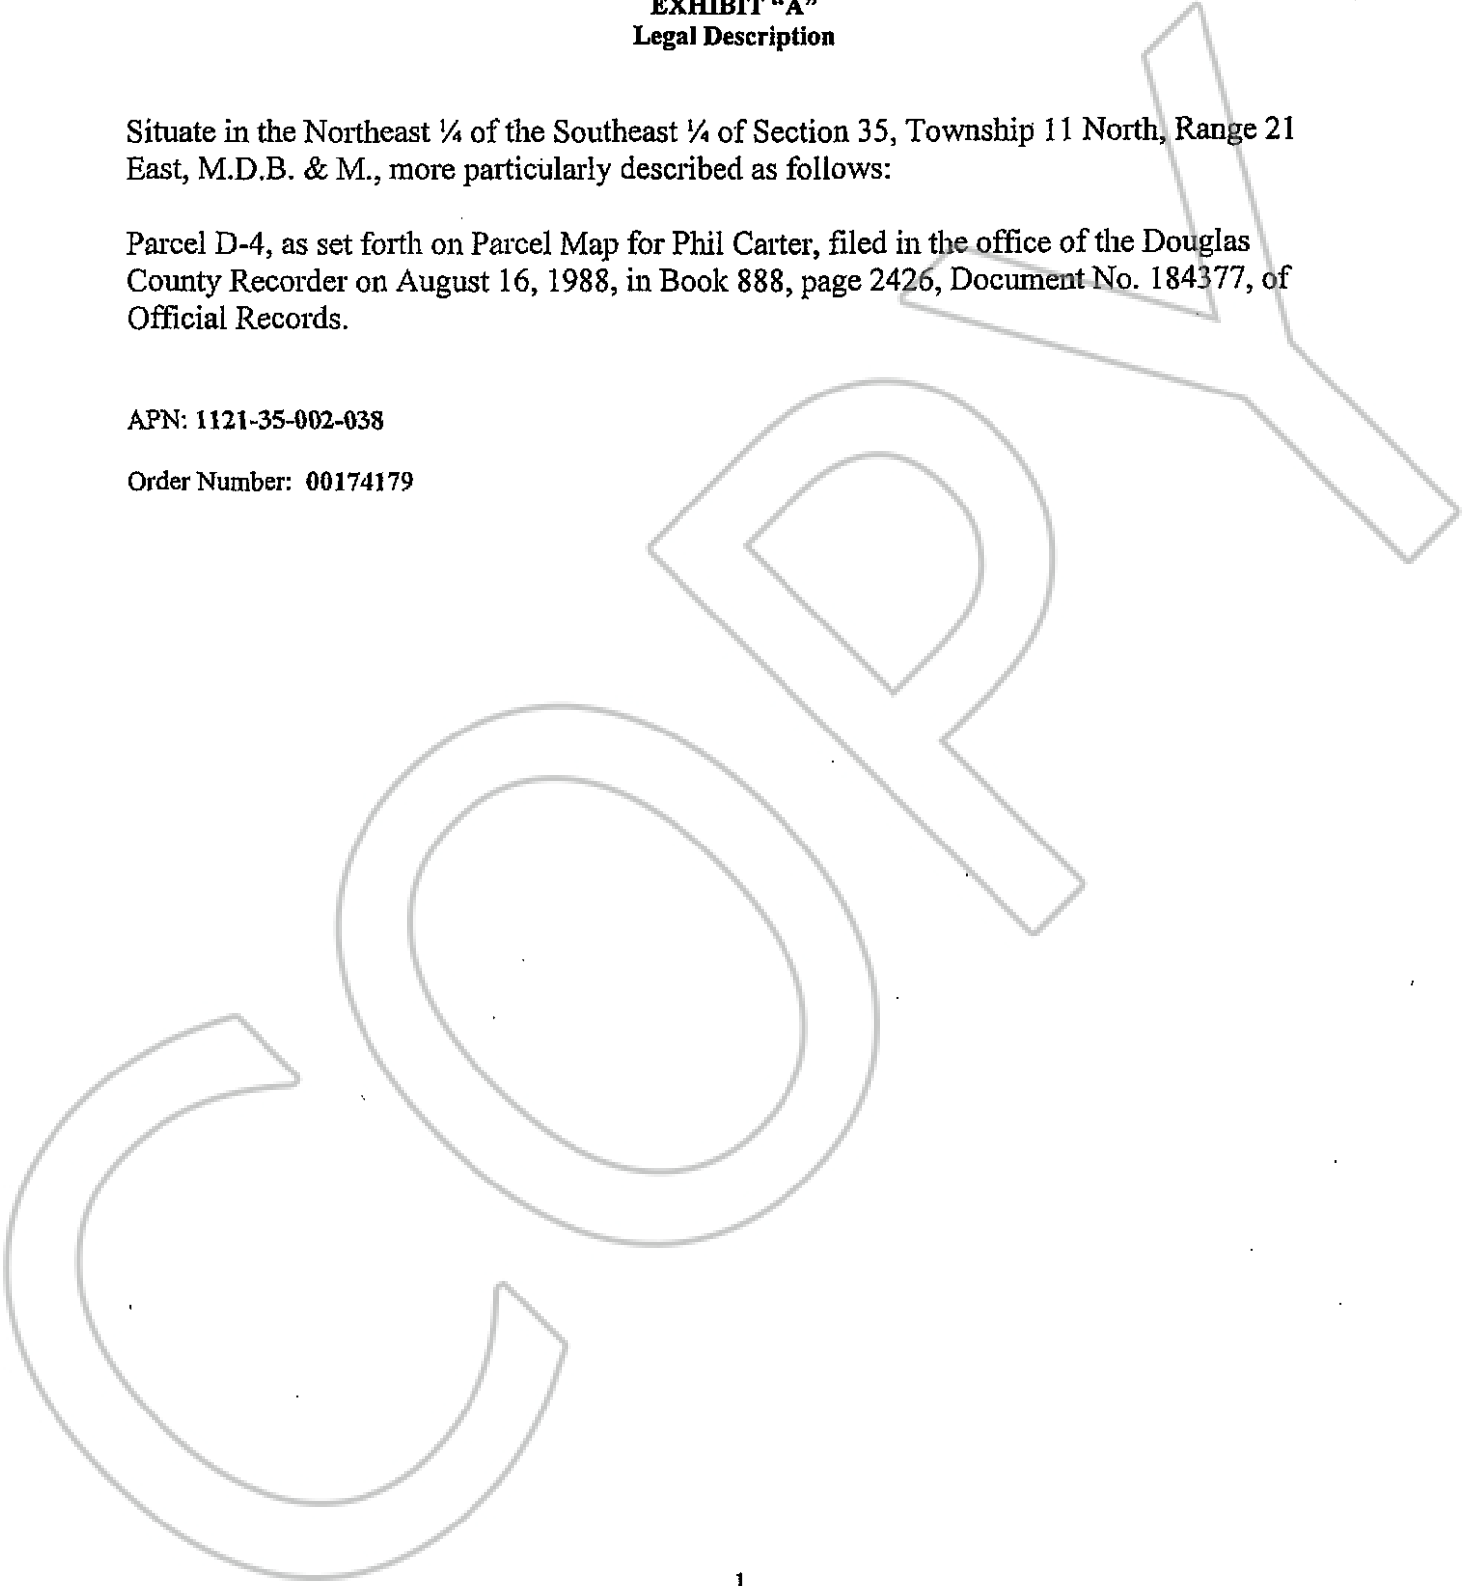 EXHIBIT “A”
Legal Description
Situate in the Northeast ¼ of the Southeast ¼ of Section 35, Township 11 North, Range 21
East, M.D.B. & M., more particularly described as follows:
Parcel D-4, as set forth on Parcel Map for Phil Carter, filed in the office of the Douglas
County Recorder on August 16, 1988, in Book 888, page 2426, Document No. 184377, of
Official Records.
APN: 1121-35-002-038
Order Number: 00174179
COPY
1